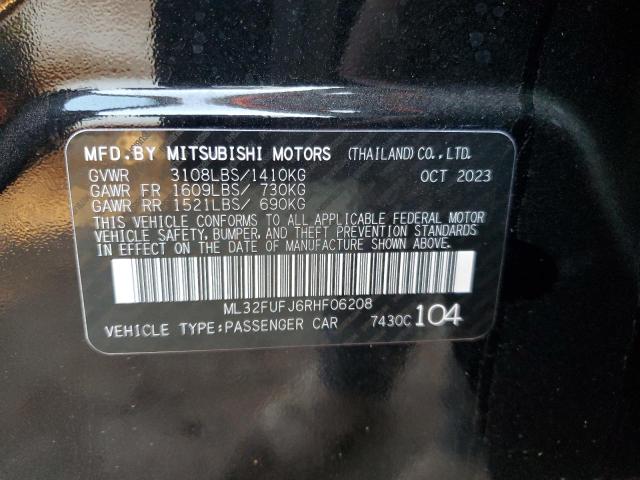 MFD.BY MITSUBISHI MOTORS (THAILAND) CO., LTD.
GVWR 3108LBS/1410KG OCT 2023
GAWR FR 1609LBS/ 730KG
GAWR RR 1521LBS/ 690KG
THIS VEHICLE CONFORMS TO ALL APPLICABLE FEDERAL MOTOR
VEHICLE SAFETY, BUMPER, AND THEFT PREVENTION STANDARDS
IN EFFECT ON THE DATE OF MANUFACTURE SHOWN ABOVE.
ML32FUFJ6RHF06208
VEHICLE TYPE:PASSENGER CAR 7430C 104